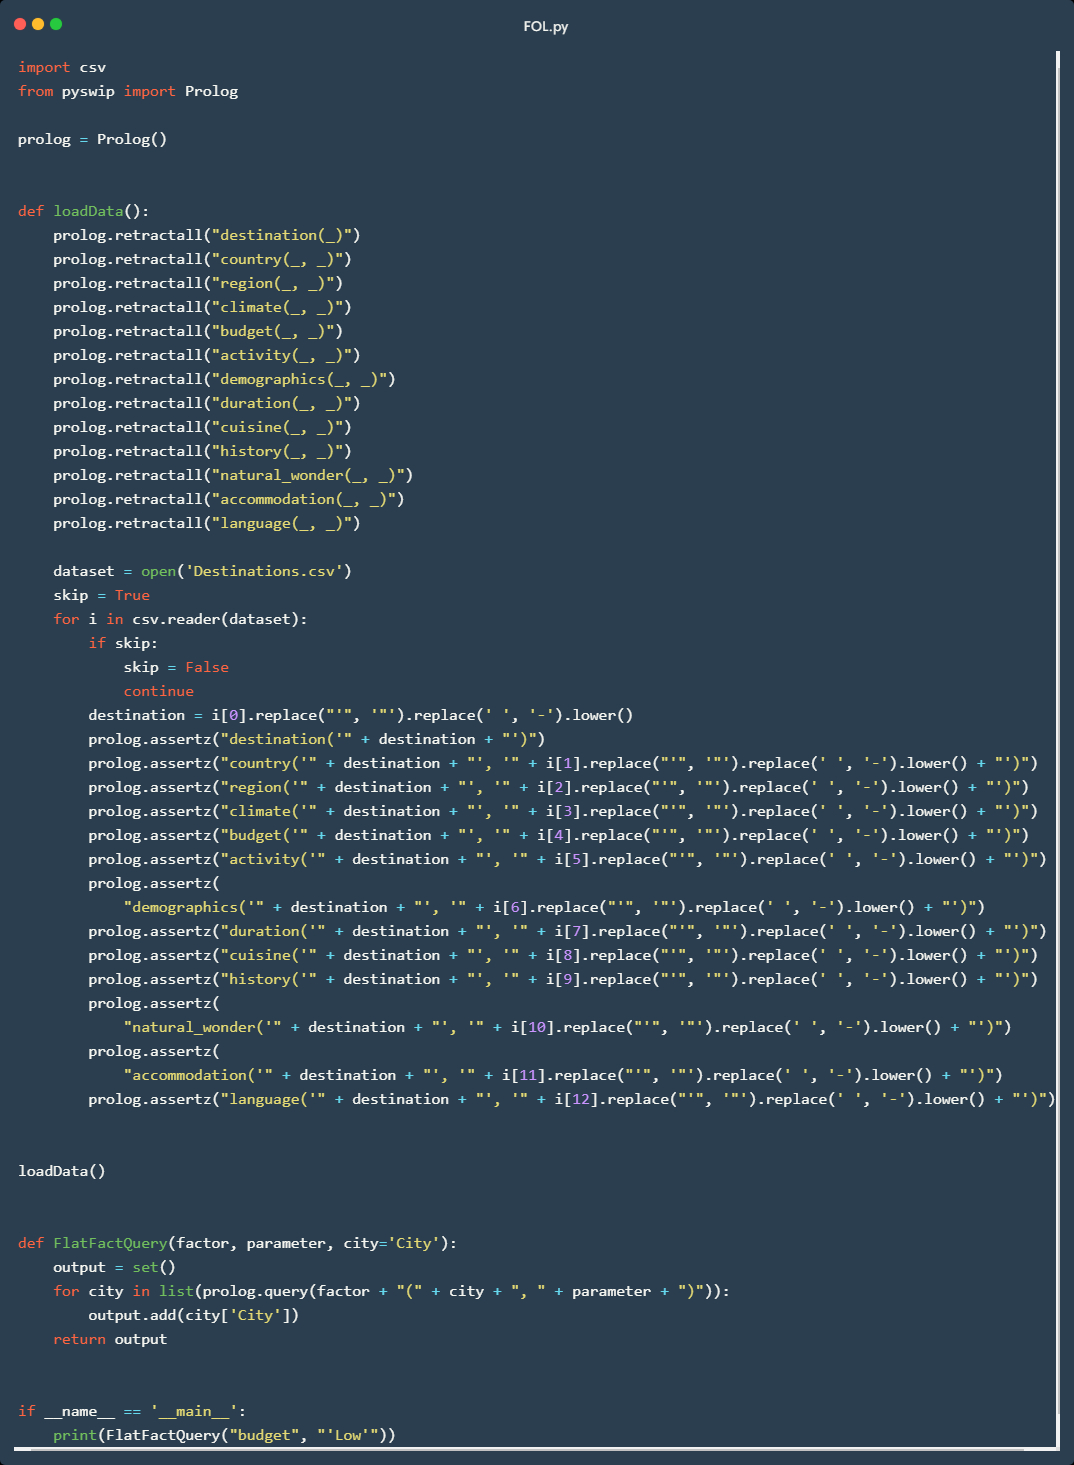 FOL.py
import csv
from pyswip import Prolog
prolog = Prolog()
def loadData():
    prolog.retractall("destination(_)")
    prolog.retractall("country(_, _)")
    prolog.retractall("region(_, _)")
    prolog.retractall("climate(_, _)")
    prolog.retractall("budget(_, _)")
    prolog.retractall("activity(_, _)")
    prolog.retractall("demographics(_, _)")
    prolog.retractall("duration(_, _)")
    prolog.retractall("cuisine(_, _)")
    prolog.retractall("history(_, _)")
    prolog.retractall("natural_wonder(_, _)")
    prolog.retractall("accommodation(_, _)")
    prolog.retractall("language(_, _)")
    dataset = open('Destinations.csv')
    skip = True
    for i in csv.reader(dataset):
        if skip:
            skip = False
            continue
        destination = i[0].replace("'", '"').replace(' ', '-').lower()
        prolog.assertz("destination('" + destination + "')")
        prolog.assertz("country('" + destination + "', '" + i[1].replace("'", '"').replace(' ', '-').lower() + "')")
        prolog.assertz("region('" + destination + "', '" + i[2].replace("'", '"').replace(' ', '-').lower() + "')")
        prolog.assertz("climate('" + destination + "', '" + i[3].replace("'", '"').replace(' ', '-').lower() + "')")
        prolog.assertz("budget('" + destination + "', '" + i[4].replace("'", '"').replace(' ', '-').lower() + "')")
        prolog.assertz("activity('" + destination + "', '" + i[5].replace("'", '"').replace(' ', '-').lower() + "')")
        prolog.assertz(
            "demographics('" + destination + "', '" + i[6].replace("'", '"').replace(' ', '-').lower() + "')")
        prolog.assertz("duration('" + destination + "', '" + i[7].replace("'", '"').replace(' ', '-').lower() + "')")
        prolog.assertz("cuisine('" + destination + "', '" + i[8].replace("'", '"').replace(' ', '-').lower() + "')")
        prolog.assertz("history('" + destination + "', '" + i[9].replace("'", '"').replace(' ', '-').lower() + "')")
        prolog.assertz(
            "natural_wonder('" + destination + "', '" + i[10].replace("'", '"').replace(' ', '-').lower() + "')")
        prolog.assertz(
            "accommodation('" + destination + "', '" + i[11].replace("'", '"').replace(' ', '-').lower() + "')")
        prolog.assertz("language('" + destination + "', '" + i[12].replace("'", '"').replace(' ', '-').lower() + "')")
loadData()
def FlatFactQuery(factor, parameter, city='City'):
    output = set()
    for city in list(prolog.query(factor + "(" + city + ", " + parameter + ")")):
        output.add(city['City'])
    return output
if __name__ == '__main__':
    print(FlatFactQuery("budget", "'Low'"))